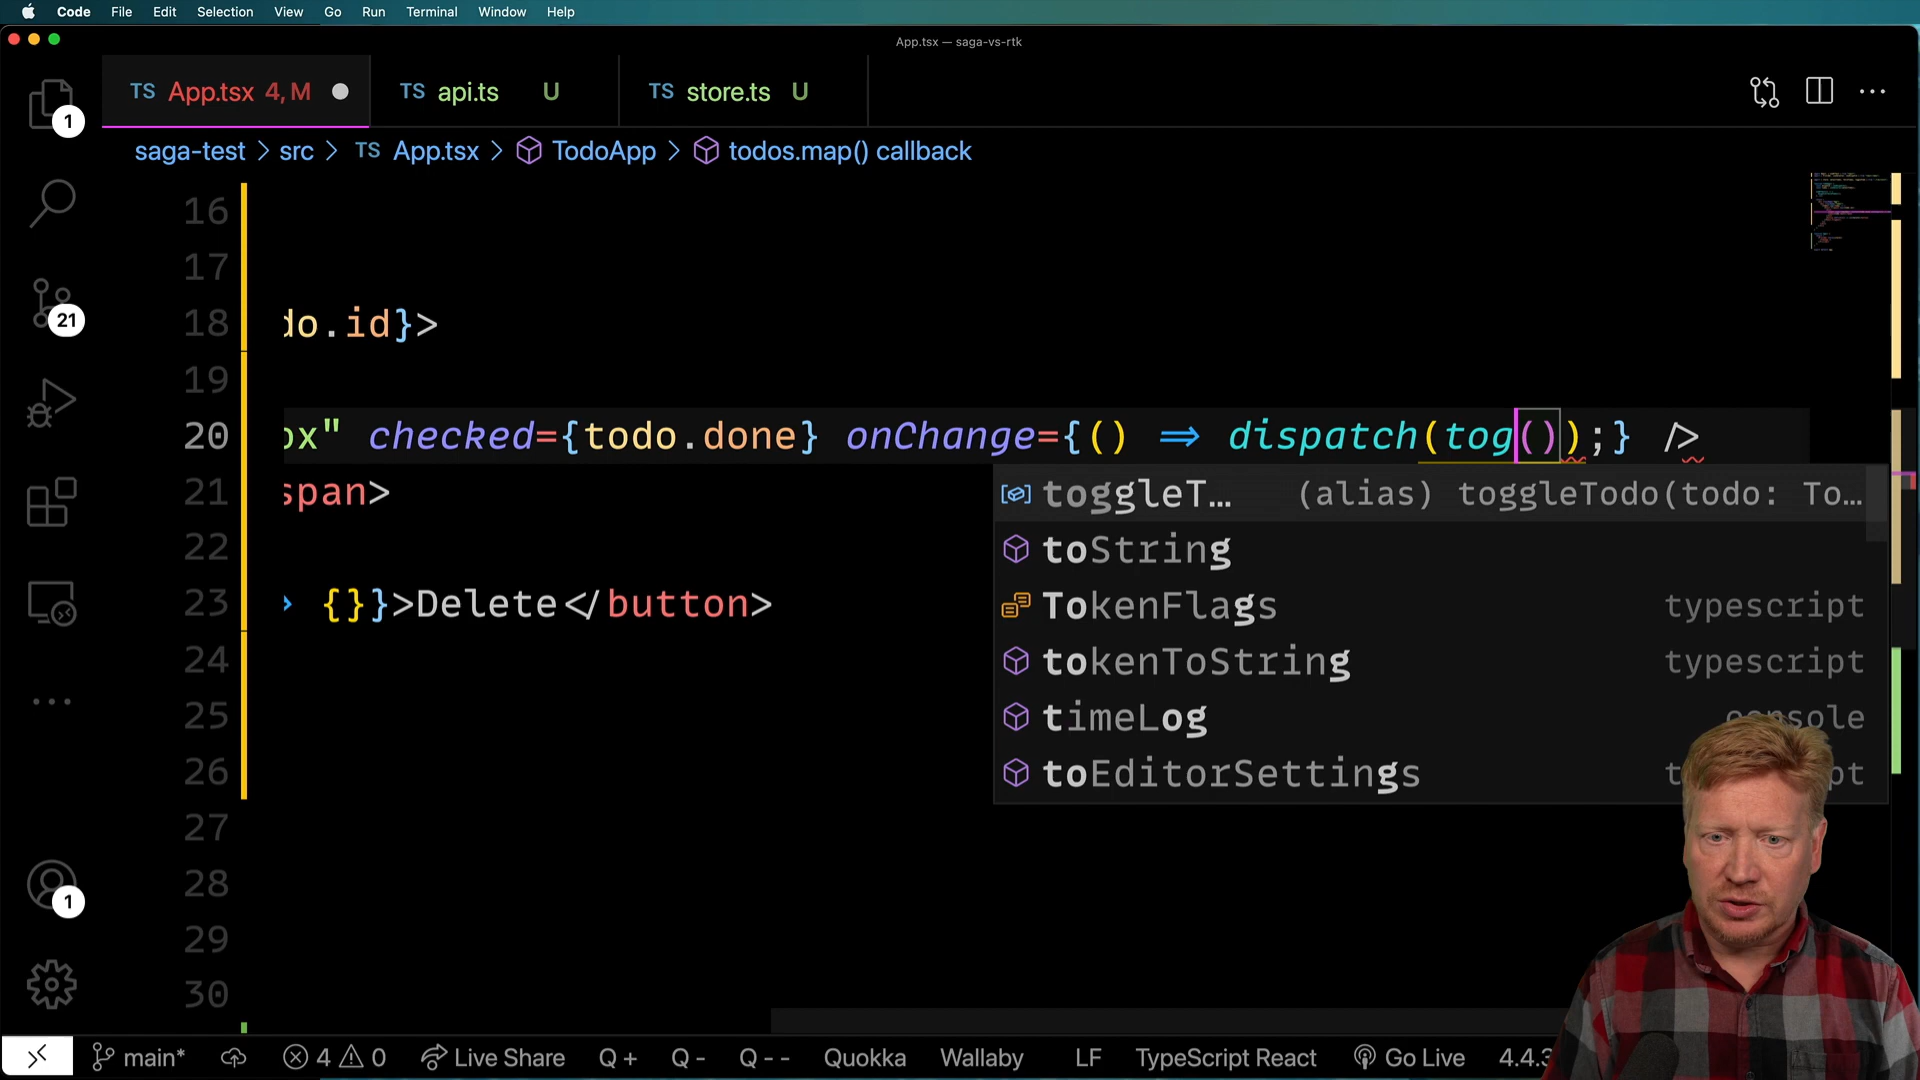 Code File Edit Selection View Go Run Terminal Window Help
App.tsx — saga-vs-rtk
TS App.tsx 4, M TS api.ts U TS store.ts U
saga-test > src > TS App.tsx > TodoApp > todos.map() callback
1
21
1
16
17
18 do.id}>
19
20 ox" checked={todo.done} onChange={() => dispatch(tog());} />
21 span>
22
23 {}}>Delete</button>
24
25
26
27
28
29
30
toggleT… (alias) toggleTodo(todo: To…
toString
TokenFlags typescript
tokenToString typescript
timeLog console
toEditorSettings
main* 4 0 Live Share Q + Q - Q - - Quokka Wallaby LF TypeScript React Go Live